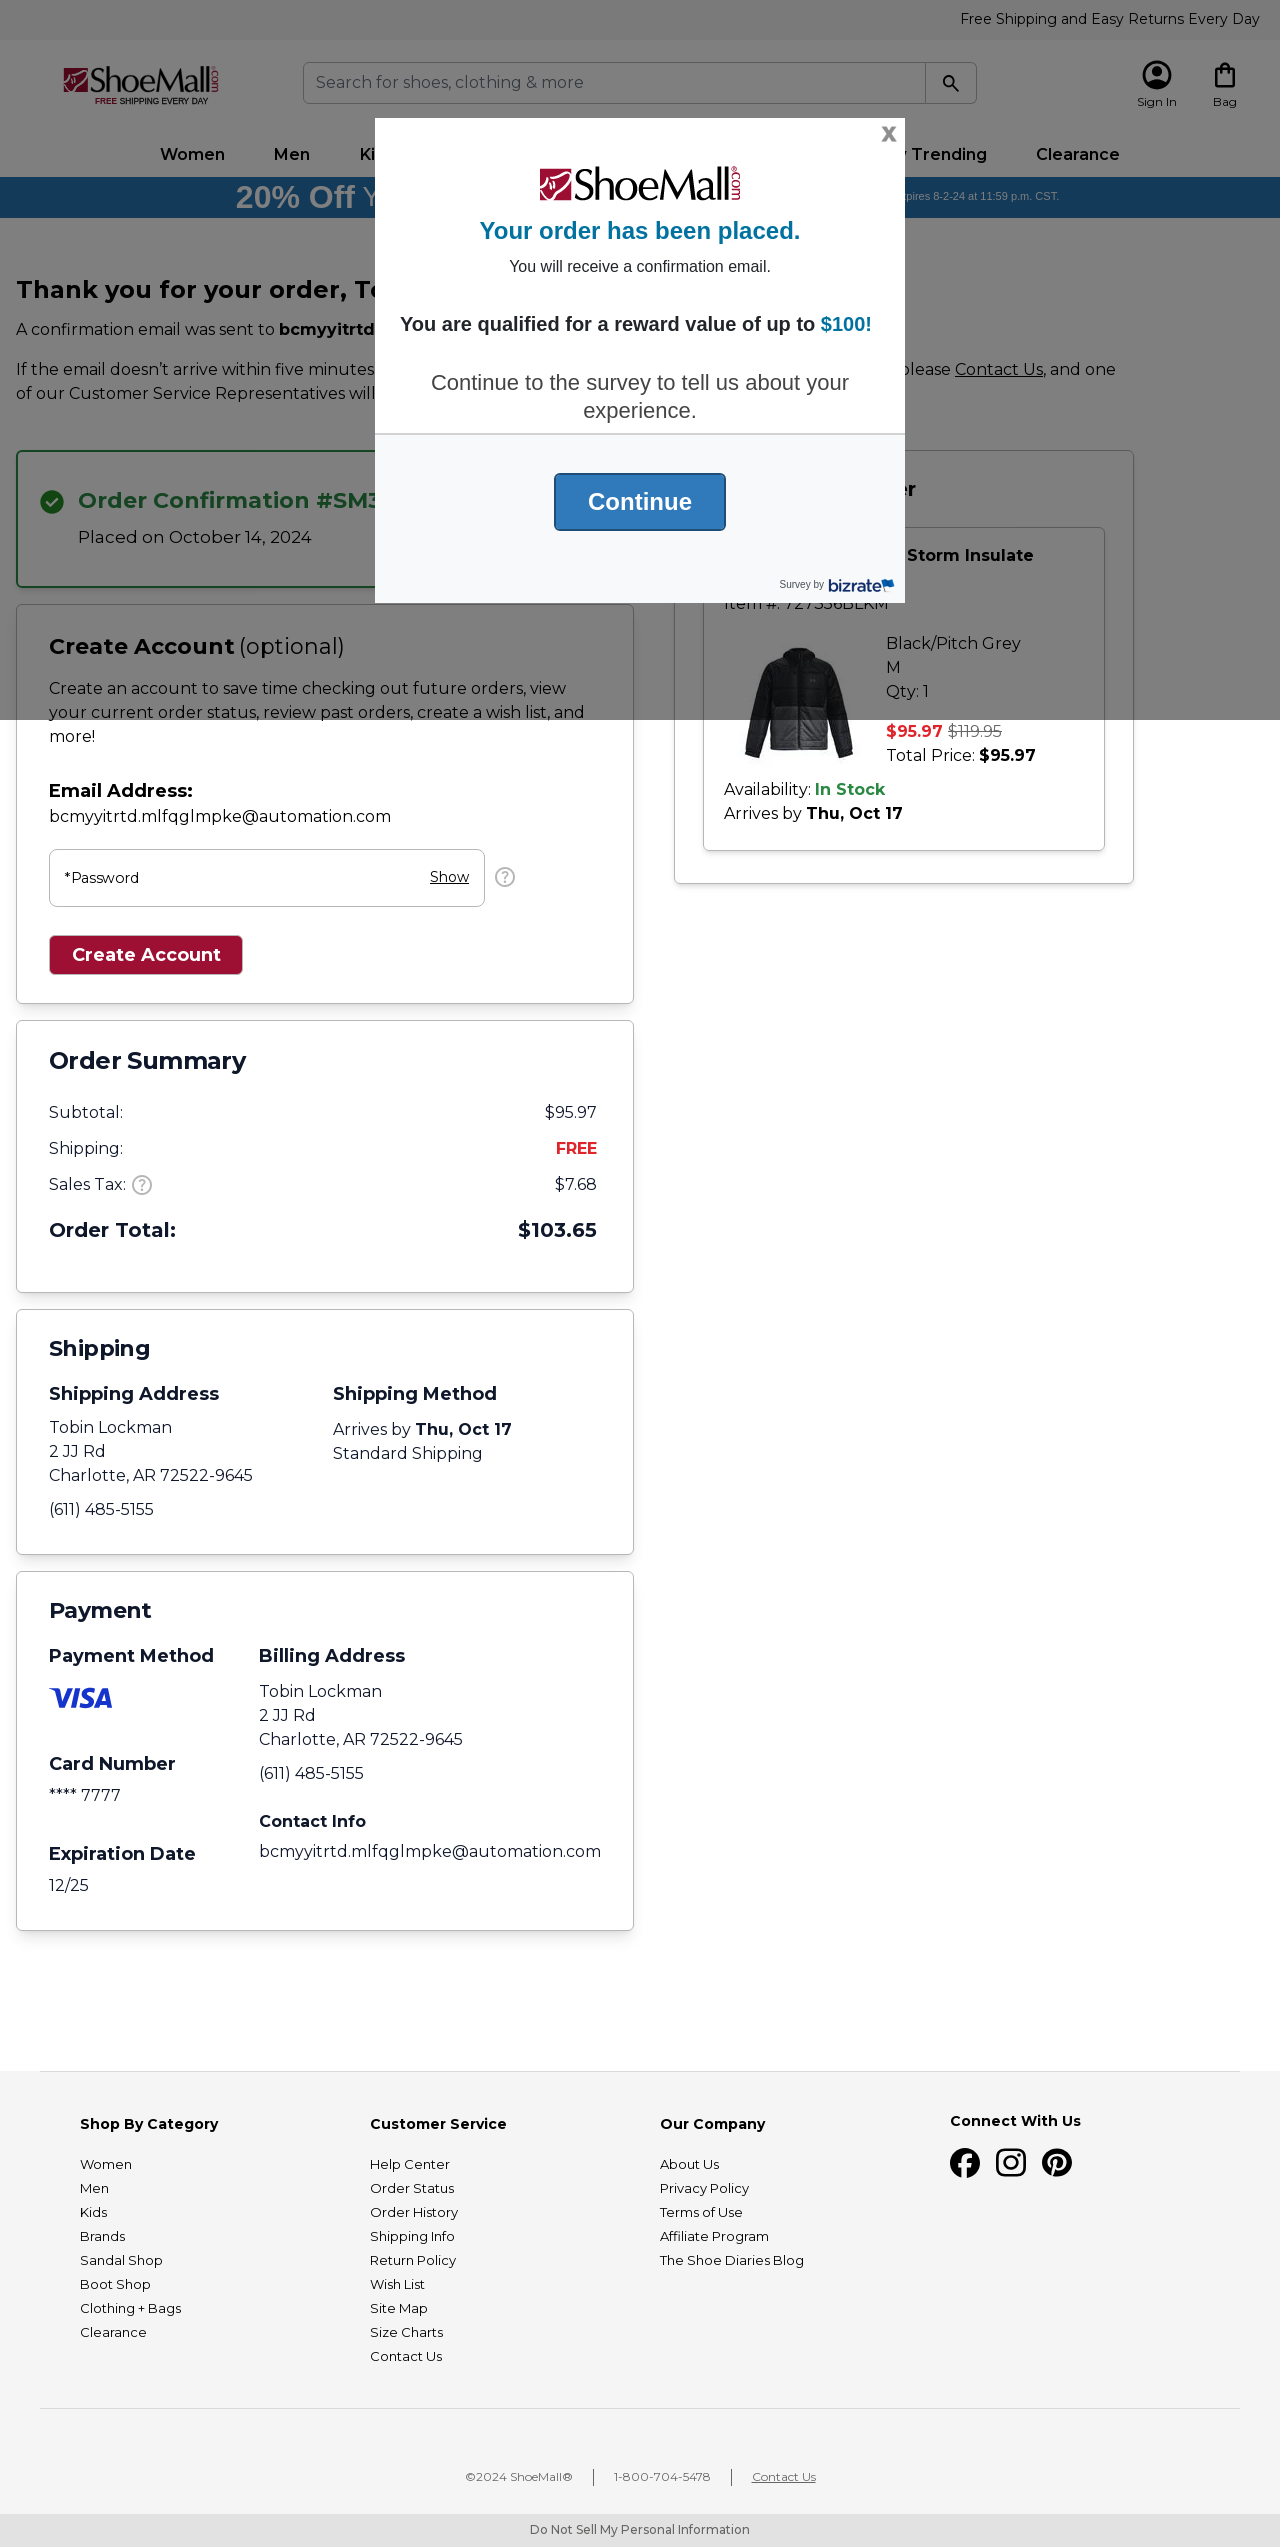 Free Shipping and Easy Returns Every Day
ShoeMall.com
FREE SHIPPING EVERY DAY
Search for shoes, clothing & more
Sign In
Bag
Women
Men
Trending
Clearance
20% Off
expires 8-2-24 at 11:59 p.m. CST.
X
ShoeMall.com
Your order has been placed.
You will receive a confirmation email.
You are qualified for a reward value of up to $100!
Continue to the survey to tell us about your
experience.
Continue
Survey by bizrate
Thank you for your order,
A confirmation email was sent to bcmyyitrtd
If the email doesn’t arrive within five minutes
please Contact Us, and one
of our Customer Service Representatives will
Order Confirmation #SM3
Placed on October 14, 2024
Create Account (optional)
Create an account to save time checking out future orders, view
your current order status, review past orders, create a wish list, and
more!
Email Address:
bcmyyitrtd.mlfqglmpke@automation.com
*Password
Show
Create Account
Storm Insulate
Item #: 727556BLKM
Black/Pitch Grey
M
Qty: 1
$95.97 $119.95
Total Price: $95.97
Availability: In Stock
Arrives by Thu, Oct 17
Order Summary
Subtotal: $95.97
Shipping: FREE
Sales Tax: $7.68
Order Total: $103.65
Shipping
Shipping Address
Tobin Lockman
2 JJ Rd
Charlotte, AR 72522-9645
(611) 485-5155
Shipping Method
Arrives by Thu, Oct 17
Standard Shipping
Payment
Payment Method
VISA
Card Number
**** 7777
Expiration Date
12/25
Billing Address
Tobin Lockman
2 JJ Rd
Charlotte, AR 72522-9645
(611) 485-5155
Contact Info
bcmyyitrtd.mlfqglmpke@automation.com
Shop By Category
Women
Men
Kids
Brands
Sandal Shop
Boot Shop
Clothing + Bags
Clearance
Customer Service
Help Center
Order Status
Order History
Shipping Info
Return Policy
Wish List
Site Map
Size Charts
Contact Us
Our Company
About Us
Privacy Policy
Terms of Use
Affiliate Program
The Shoe Diaries Blog
Connect With Us
©2024 ShoeMall®
1-800-704-5478
Contact Us
Do Not Sell My Personal Information